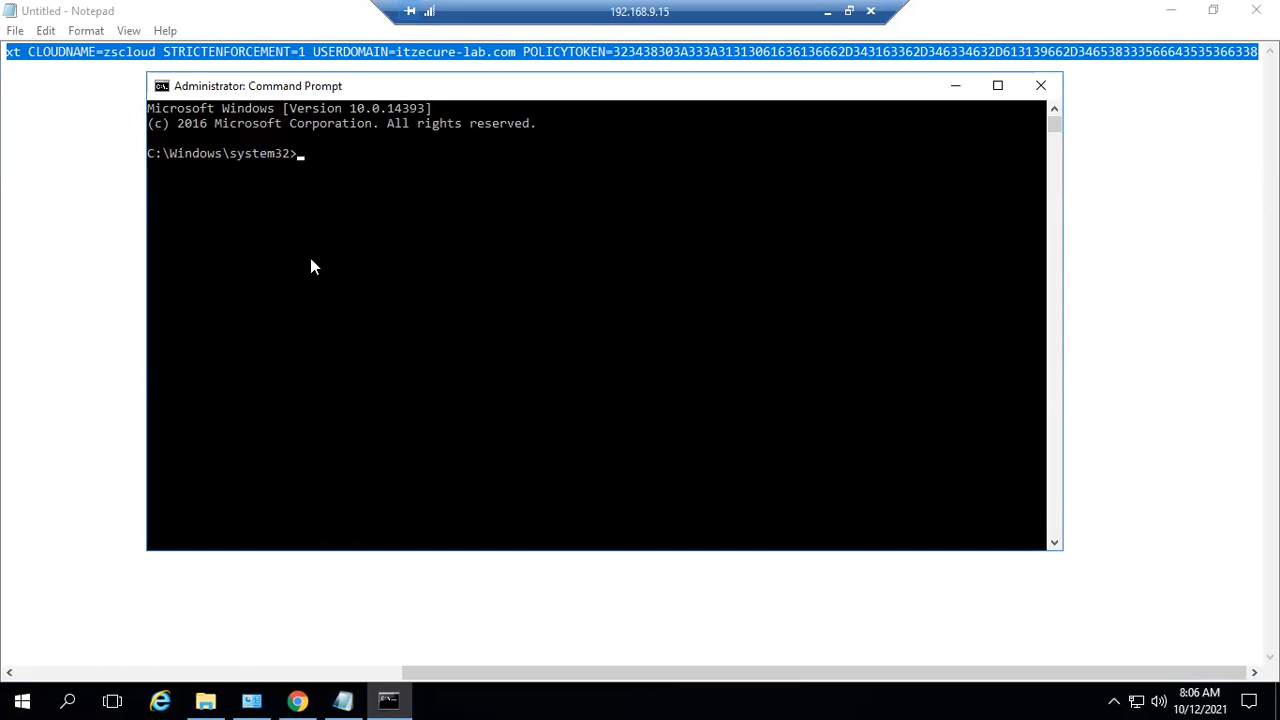 Untitled - Notepad
192.168.9.15
File Edit Format View Help
xt CLOUDNAME=zscloud STRICTENFORCEMENT=1 USERDOMAIN=itzecure-lab.com POLICYTOKEN=323438303A333A31313061636136662D343163362D346334632D613139662D346538333566643535366338
Administrator: Command Prompt
Microsoft Windows [Version 10.0.14393]
(c) 2016 Microsoft Corporation. All rights reserved.
C:\Windows\system32>
8:06 AM
10/12/2021